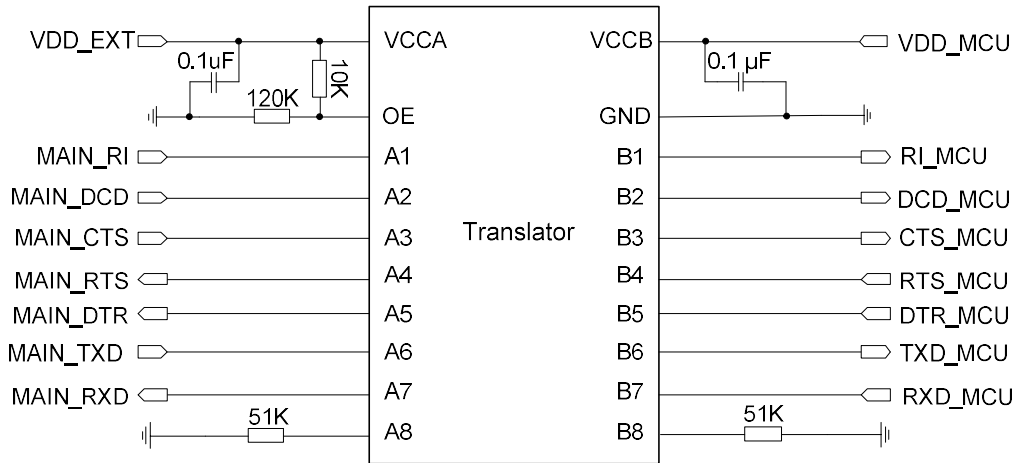 VDD_EXT VCCA VCCB VDD_MCU
0.1uF 10K 0.1 µF
120K OE GND
MAIN_RI A1 B1 RI_MCU
MAIN_DCD A2 B2 DCD_MCU
MAIN_CTS A3 Translator B3 CTS_MCU
MAIN_RTS A4 B4 RTS_MCU
MAIN_DTR A5 B5 DTR_MCU
MAIN_TXD A6 B6 TXD_MCU
MAIN_RXD A7 B7 RXD_MCU
51K A8 B8 51K